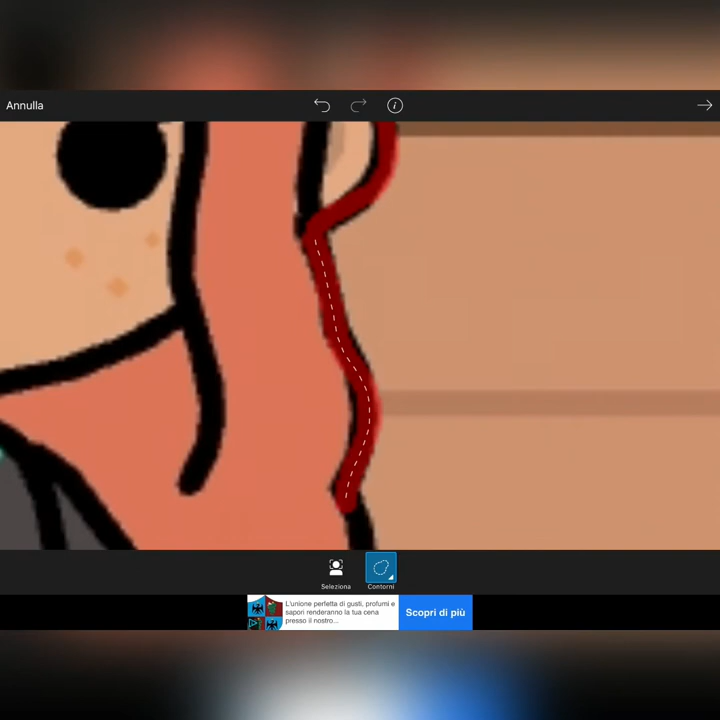 Annulla
Seleziona
Contorni
L'unione perfetta di gusti, profumi e
sapori renderanno la tua cena
presso il nostro...
Scopri di più